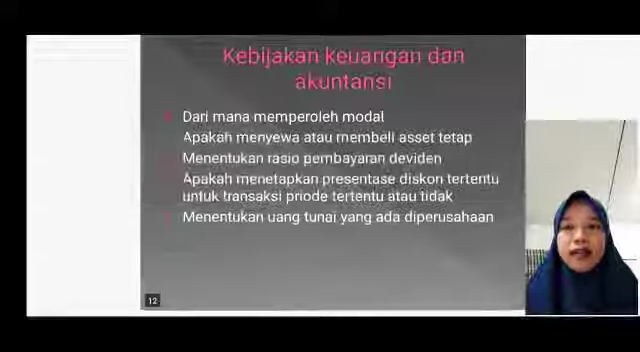 Kebijakan keuangan dan
akuntansi
Dari mana memperoleh modal
Apakah menyewa atau membeli asset tetap
Menentukan rasio pembayaran deviden
Apakah menetapkan presentase diskon tertentu
untuk transaksi priode tertentu atau tidak
Menentukan uang tunai yang ada diperusahaan
12